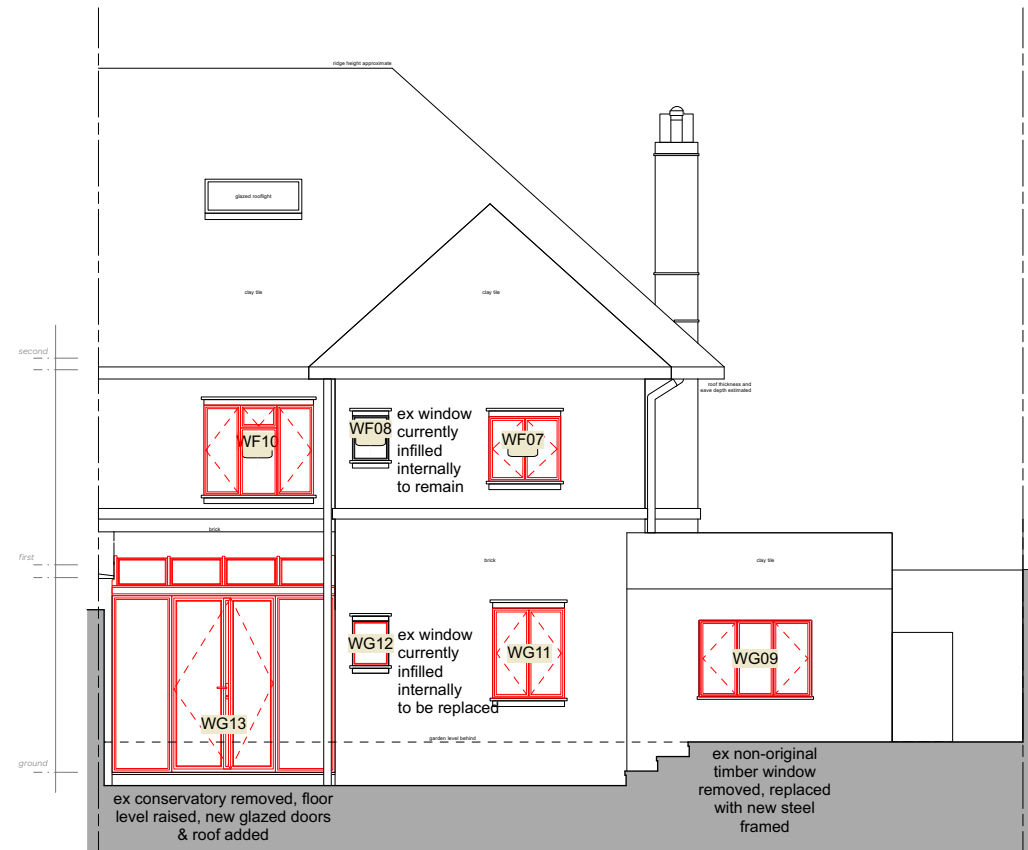 ridge height approximate
glazed rooflight
clay tile
clay tile
second
roof thickness and
eave depth estimated
WF10
WF08
ex window
currently
infilled
internally
to remain
WF07
brick
first
brick
clay tile
WG12
ex window
currently
infilled
internally
to be replaced
WG11
WG09
WG13
garden level behind
ground
ex non-original
timber window
removed, replaced
with new steel
framed
ex conservatory removed, floor
level raised, new glazed doors
& roof added